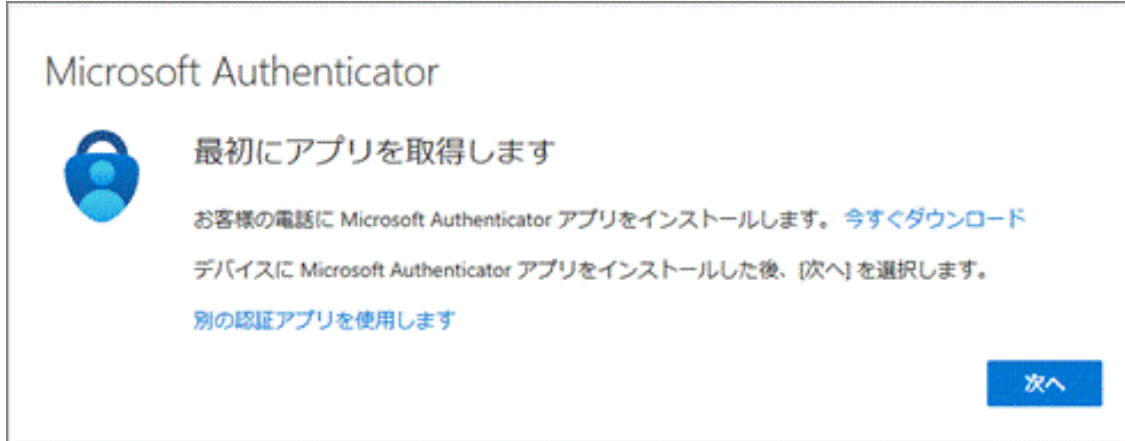 Microsoft Authenticator
最初にアプリを取得します
お客様の電話に Microsoft Authenticator アプリをインストールします。 今すぐダウンロード
デバイスに Microsoft Authenticator アプリをインストールした後、[次へ] を選択します。
別の認証アプリを使用します
次へ